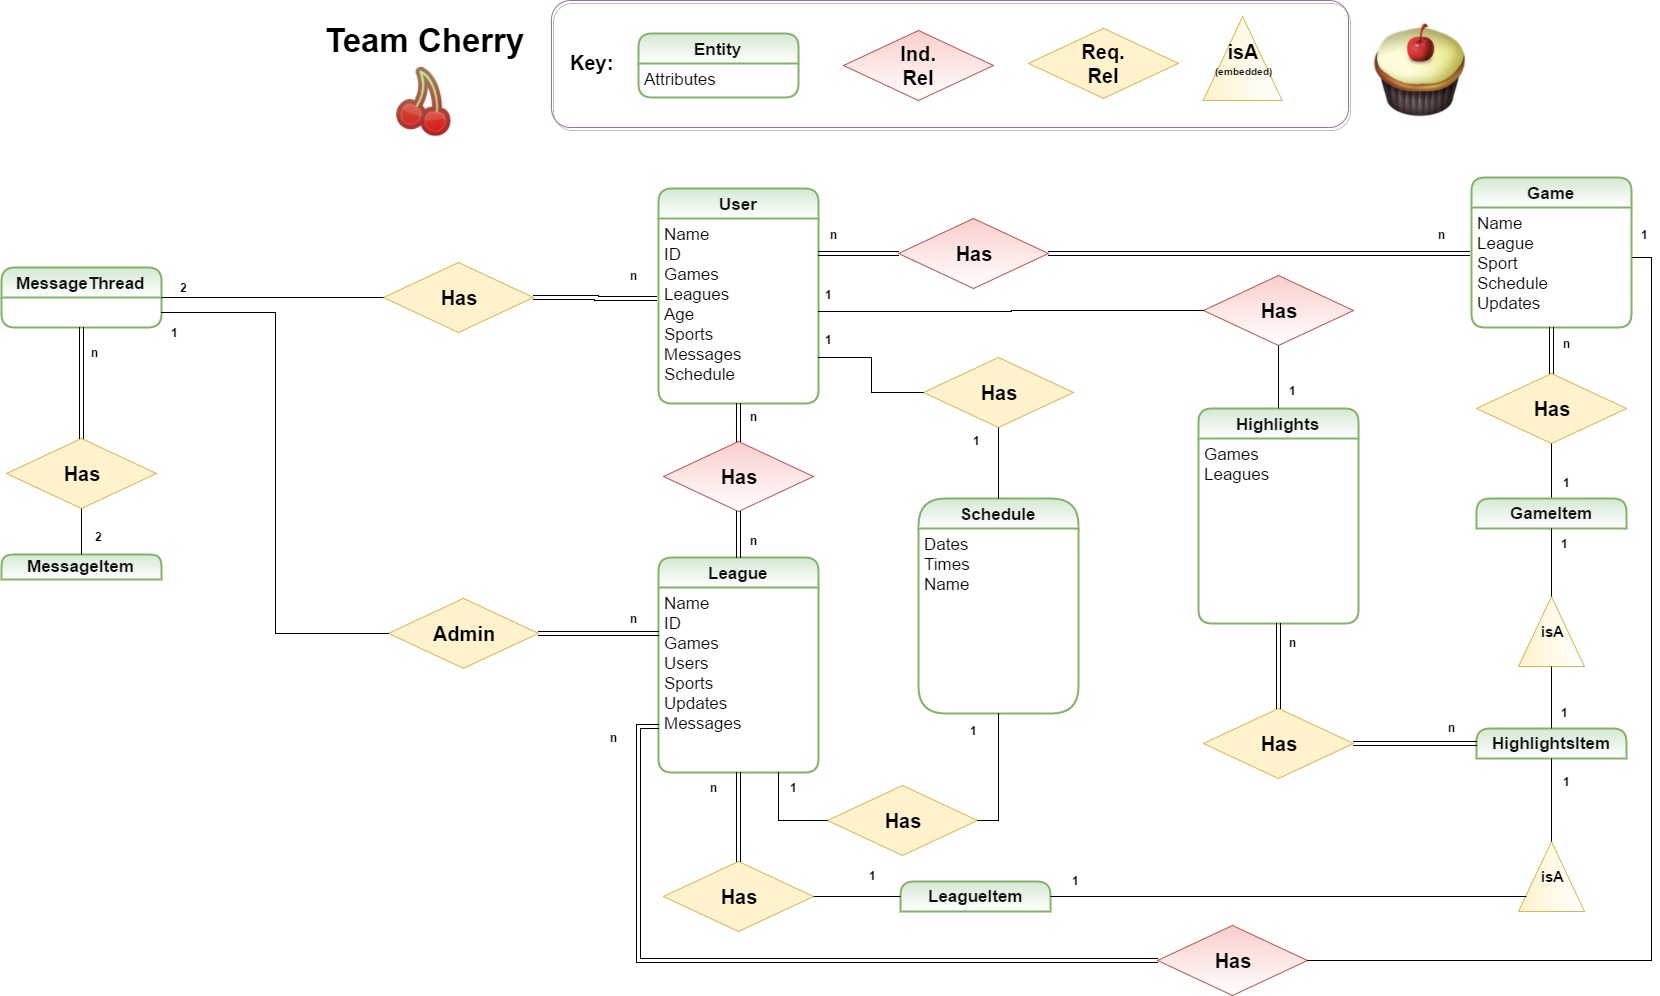 Team Cherry
Key:
Entity
Attributes
Ind.
Rel
Req.
Rel
isA
(embedded)
User
Name
ID
Games
Leagues
Age
Sports
Messages
Schedule
Game
Name
League
Sport
Schedule
Updates
n
Has
n
1
MessageThread
2
Has
n
1
1
Has
1
1
Has
1
n
Has
1
n
Has
2
MessageItem
n
Has
n
Highlights
Games
Leagues
GameItem
1
isA
1
Schedule
Dates
Times
Name
League
Name
ID
Games
Users
Sports
Updates
Messages
Admin
n
n
Has
n
HighlightsItem
1
isA
n
1
1
Has
n
Has
1
LeagueItem
1
Has